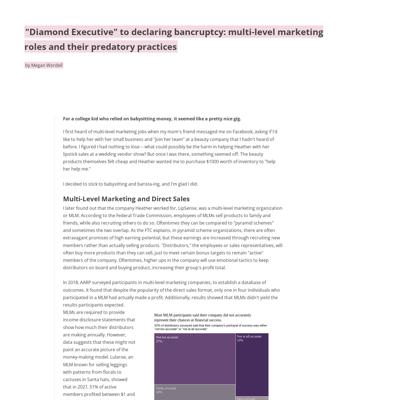 "Diamond Executive" to declaring bancruptcy: multi-level marketing
roles and their predatory practices
by Megan Wordell
For a college kid who relied on babysitting money, it seemed like a pretty nice gig.
I first heard of multi-level marketing jobs when my mom's friend messaged me on Facebook, asking if I'd
like to help her with her small business and "join her team" at a beauty company that I hadn't heard of
before. I figured I had nothing to lose -- what could possibly be the harm in helping Heather with her
lipstick sales at a wedding vendor show? But once I was there, something seemed off. The beauty
products themselves felt cheap and Heather wanted me to purchase $1000 worth of inventory to "help
her help me."
I decided to stick to babysitting and barista-ing, and I'm glad I did.
Multi-Level Marketing and Direct Sales
I later found out that the company Heather worked for, LipSense, was a multi-level marketing organization
or MLM. According to the Federal Trade Commission, employees of MLMs sell products to family and
friends, while also recruiting others to do so. Oftentimes they can be compared to "pyramid schemes"
and sometimes the two overlap. As the FTC explains, in pyramid scheme organizations, there are often
extravagant promises of high earning potential, but these earnings are increased through recruiting new
members rather than actually selling products. "Distributors," the employees or sales representatives, will
often buy more products than they can sell, just to meet certain bonus targets to remain "active"
members of the company. Oftentimes, higher ups in the company will use emotional tactics to keep
distributors on board and buying product, increasing their group's profit total.
In 2018, AARP surveyed participants in multi-level marketing companies, to establish a database of
outcomes. It found that despite the popularity of the direct sales format, only one in four individuals who
participated in a MLM had actually made a profit. Additionally, results showed that MLMs didn't yield the
results participants expected.
MLMs are required to provide
income disclosure statements that
show how much their distributors
are making annually. However,
data suggests that these might not
paint an accurate picture of the
money-making model. Lularoe, an
MLM known for selling leggings
with patterns from florals to
cactuses in Santa hats, showed
that in 2021, 51% of active
members profited between $1 and
Most MLM participants said their company did not accurately
represent their chances on financial success.